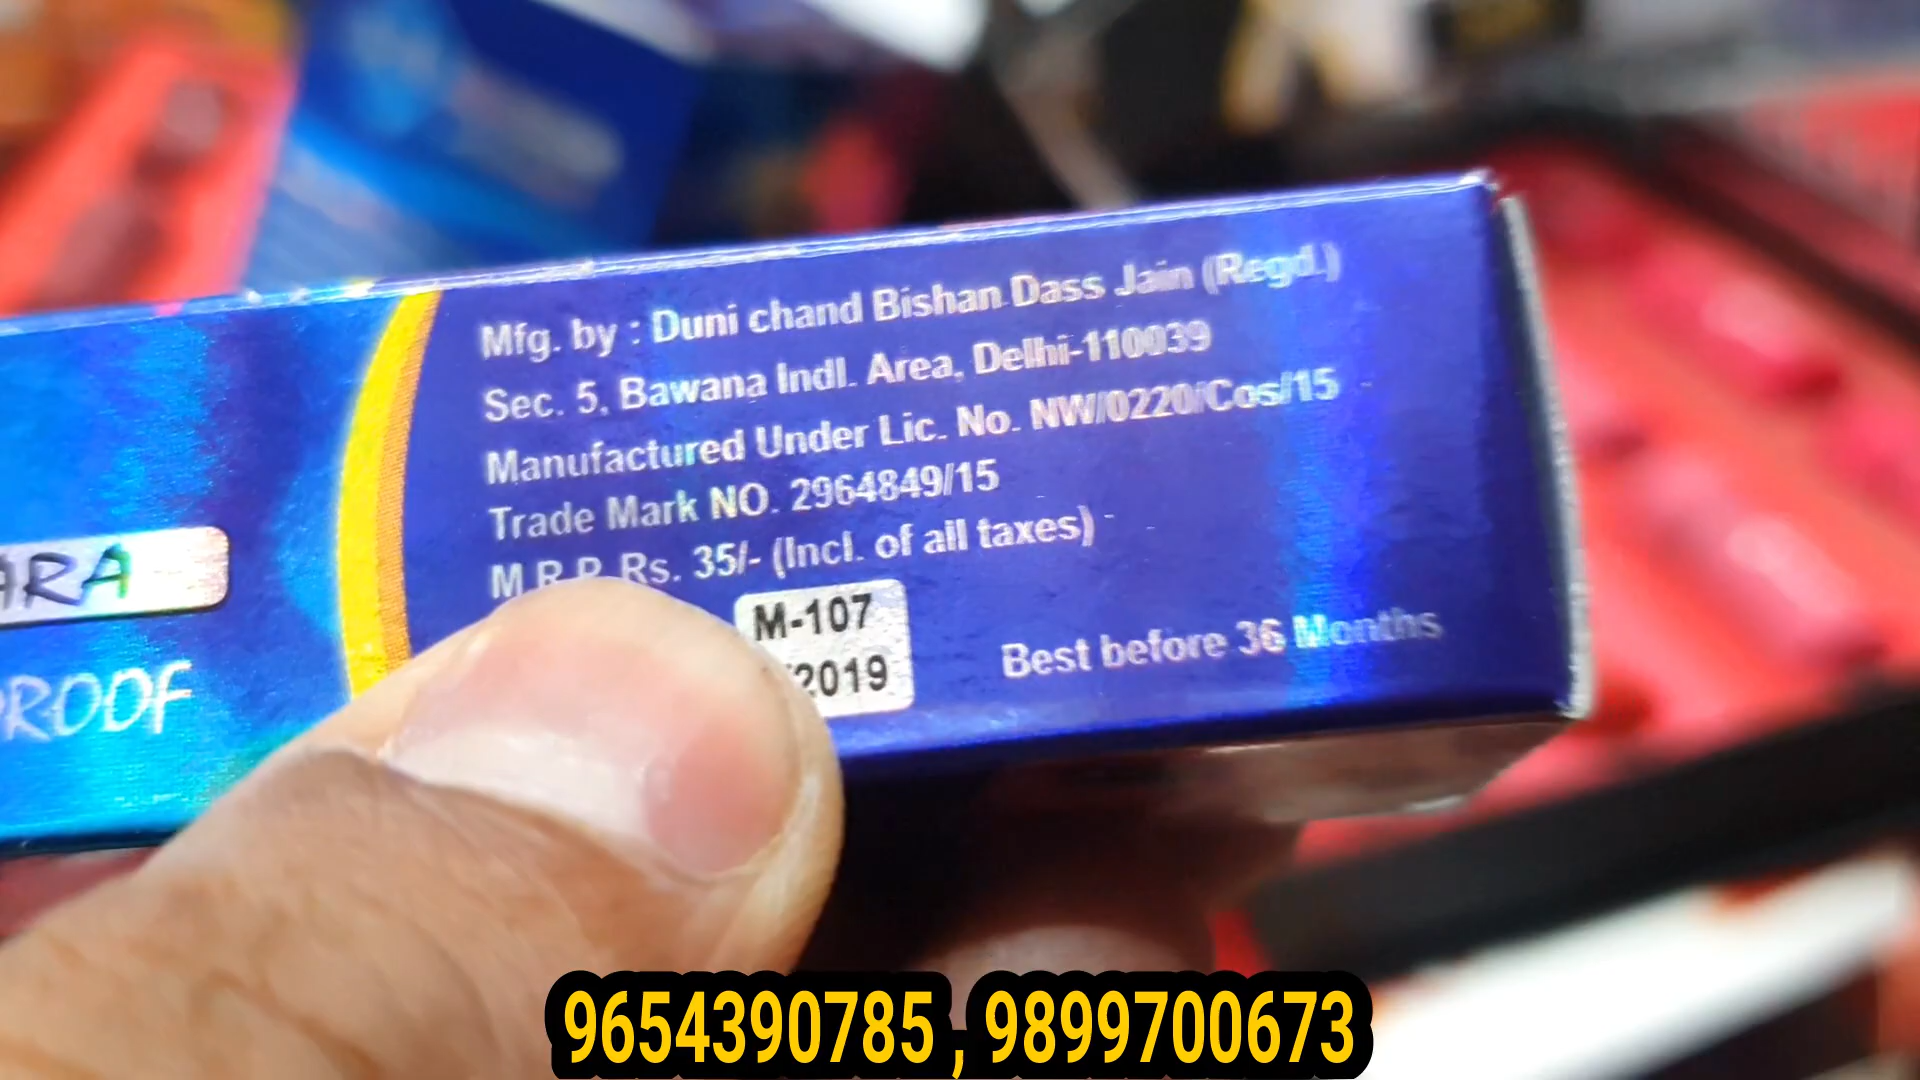 Mfg. by : Duni chand Bishan Dass Jain (Regd.)
Sec. 5, Bawana Indl. Area, Delhi-110039
Manufactured Under Lic. No. NW/0220/Cos/15
Trade Mark NO. 2964849/15
M.R.P. Rs. 35/- (Incl. of all taxes)
M-107
2019
Best before 36 Months
ARA
PROOF
9654390785 , 9899700673